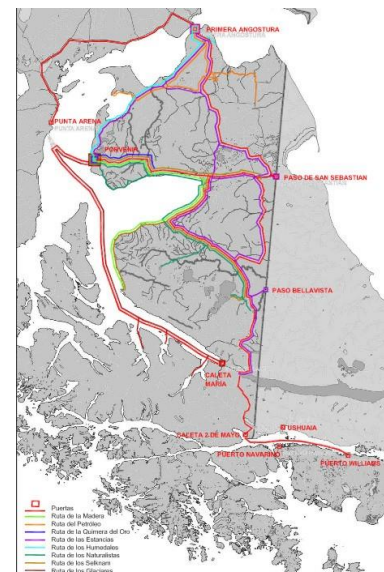 PRIMERA ANGOSTURA
PUNTA ARENA
PUNTA ARENA
PORVENIR
PASO DE SAN SEBASTIAN
PASO BELLAVISTA
CALETA
MARIA
USHUAIA
CALETA 2 DE MAYO
PUERTO NAVARINO
PUERTO WILLIAMS
Puertas
Ruta de la Madera
Ruta del Petróleo
Ruta de la Quimera del Oro
Ruta de las Estancias
Ruta de los Humedales
Ruta de los Naturalistas
Ruta de los Selknam
Ruta de los Glaciares